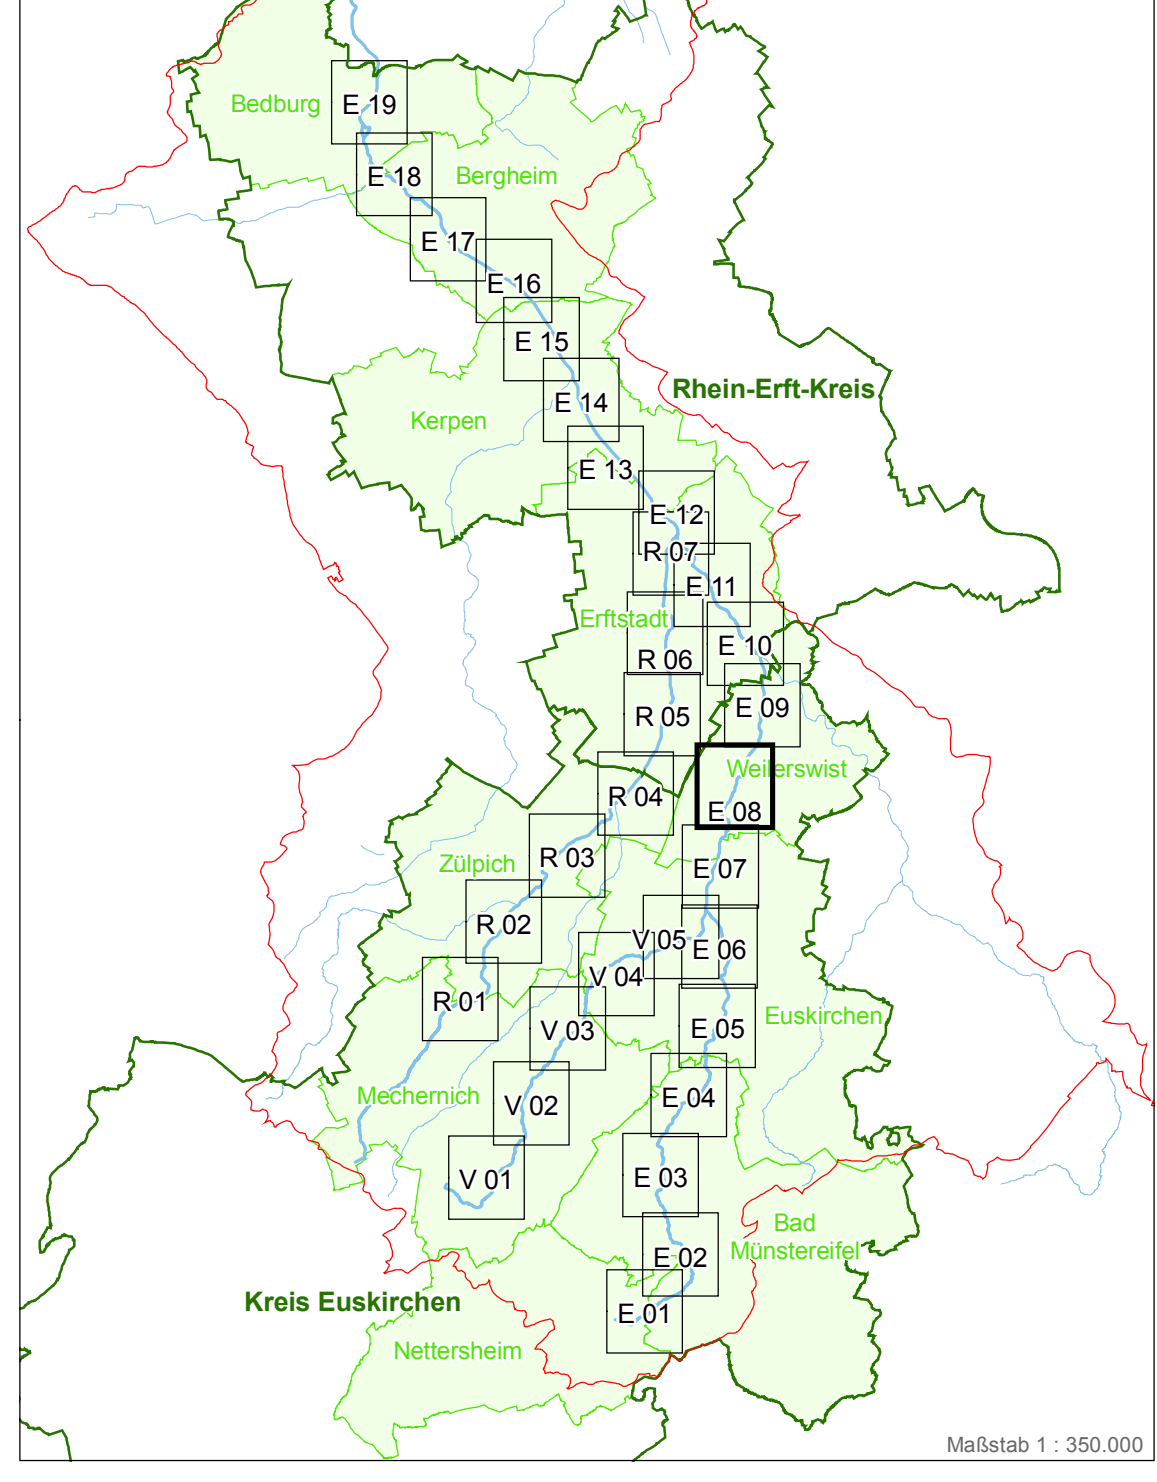 E 19
Bedburg
E 18
Bergheim
E 17
E 16
E 15
Rhein-Erft-Kreis
E 14
Kerpen
E 13
E 12
R 07
E 11
Erftstadt
E 10
R 06
E 09
R 05
Weilerswist
R 04
E 08
R 03
Zülpich
E 07
R 02
V 05
E 06
V 04
R 01
Euskirchen
V 03
E 05
Mechernich
E 04
V 02
V 01
E 03
Bad
Münstereifel
E 02
Kreis Euskirchen
E 01
Nettersheim
Maßstab 1 : 350.000